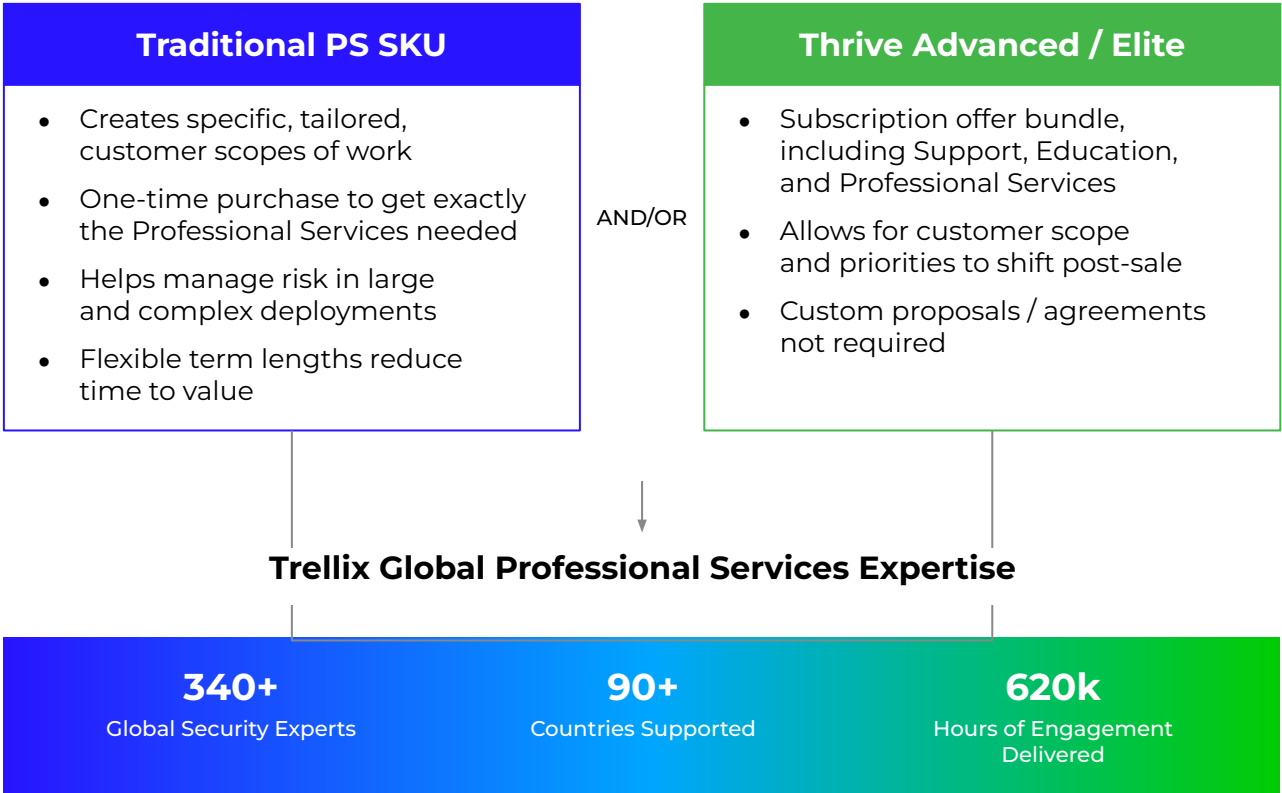 Traditional PS SKU
• Creates specific, tailored,
customer scopes of work
• One-time purchase to get exactly
the Professional Services needed
• Helps manage risk in large
and complex deployments
• Flexible term lengths reduce
time to value
AND/OR
Thrive Advanced / Elite
• Subscription offer bundle,
including Support, Education,
and Professional Services
• Allows for customer scope
and priorities to shift post-sale
• Custom proposals / agreements
not required
Trellix Global Professional Services Expertise
340+
Global Security Experts
90+
Countries Supported
620k
Hours of Engagement
Delivered